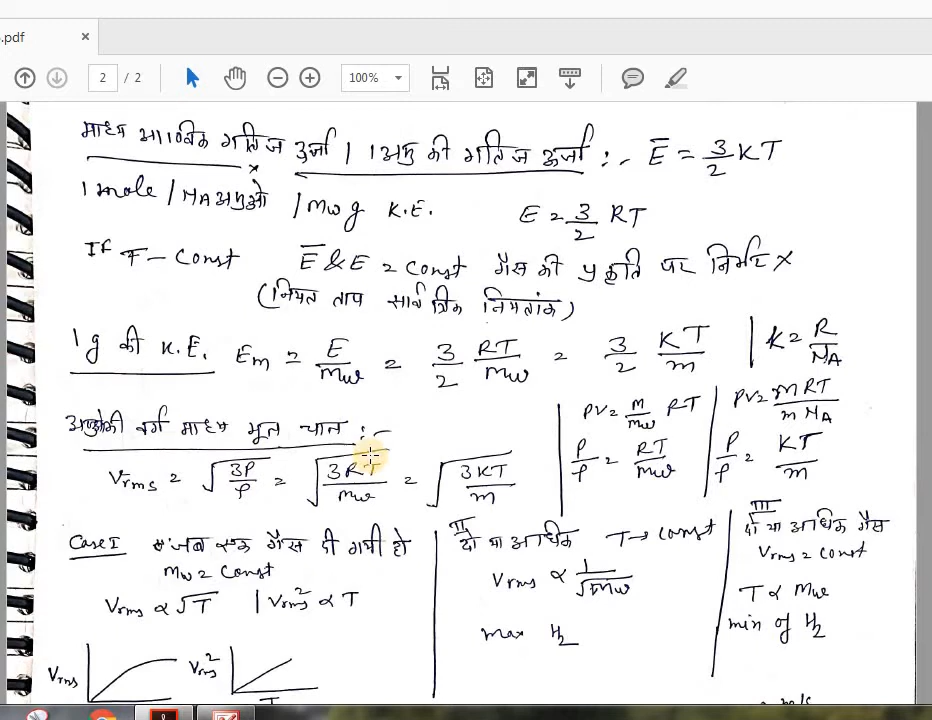 .pdf ×
2 / 2 100%
माध्य आणविक गतिज ऊर्जा / 1 अणु की गतिज ऊर्जा :- E̅ = 3/2 KT
1 mole / NA अणुओ / Mw g K.E. E = 3/2 RT
If T - Const E̅ & E = const गैस की प्रकृति पर निर्भर ×
(नियत ताप सार्वत्रिक नियतांक)
1 g की K.E. Em = E/Mw = 3/2 RT/Mw = 3/2 KT/m | K = R/NA
अणुओकी वर्ग माध्य मूल चाल :-
Vrms = √(3P/ρ) = √(3RT/Mw) = √(3KT/m)
PV = M/Mw RT
P/ρ = RT/Mw
PV = MRT/(m NA)
P/ρ = KT/m
Case I जब एक गैस दी गयी हो
Mw = const
Vrms ∝ √T | Vrms² ∝ T
Vrms
Vrms²
T
II दो या अधिक T → const
Vrms ∝ 1/√Mw
max H2
III दो या अधिक गैस
Vrms = const
T ∝ Mw
min of H2